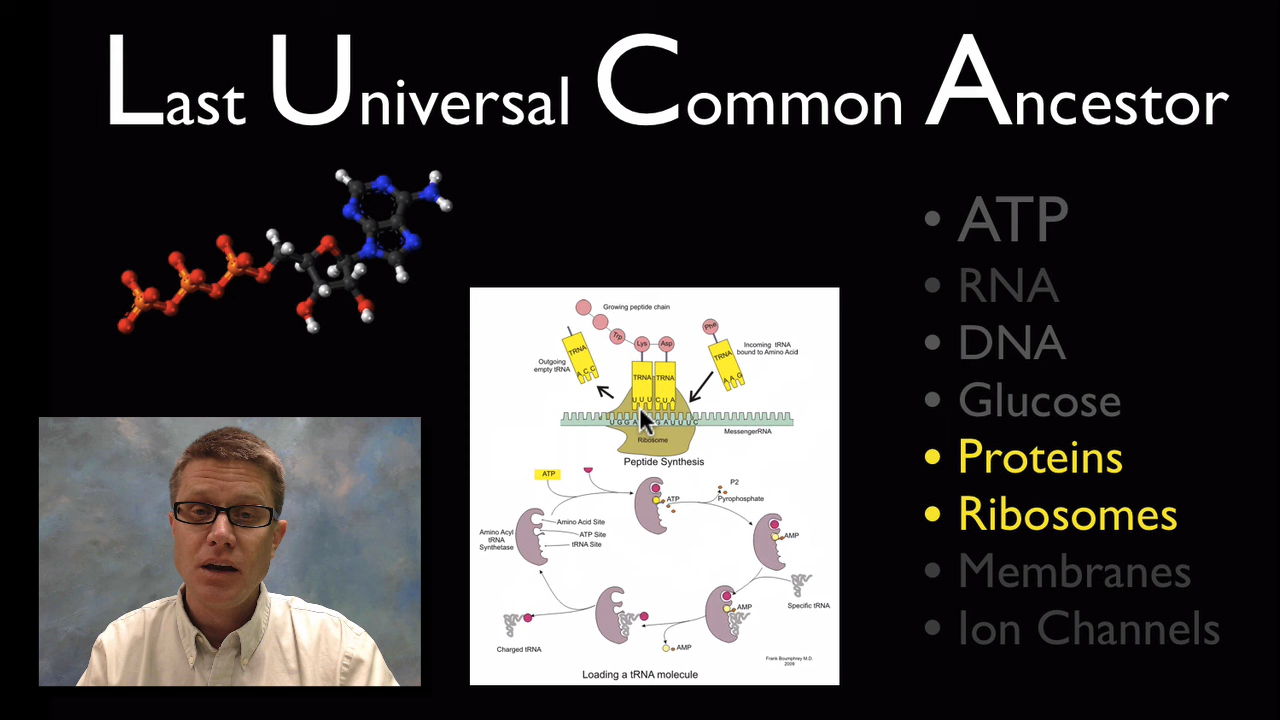 Last Universal Common Ancestor
• ATP
• RNA
• DNA
• Glucose
• Proteins
• Ribosomes
• Membranes
• Ion Channels
Growing peptide chain
Trp
Lys
Asp
Phe
Outgoing
empty tRNA
TRNA
A C C
TRNA
TRNA
U U U C U A
TRNA
A A G
Incoming tRNA
bound to Amino Acid
U G G A
G A U U U C
MessengerRNA
Ribosome
Peptide Synthesis
ATP
ATP
P2
Pyrophosphate
Amino Acyl
tRNA
Synthetase
Amino Acid Site
ATP Site
tRNA Site
AMP
Specific tRNA
AMP
AMP
Charged tRNA
Frank Boumphrey M.D.
2009
Loading a tRNA molecule